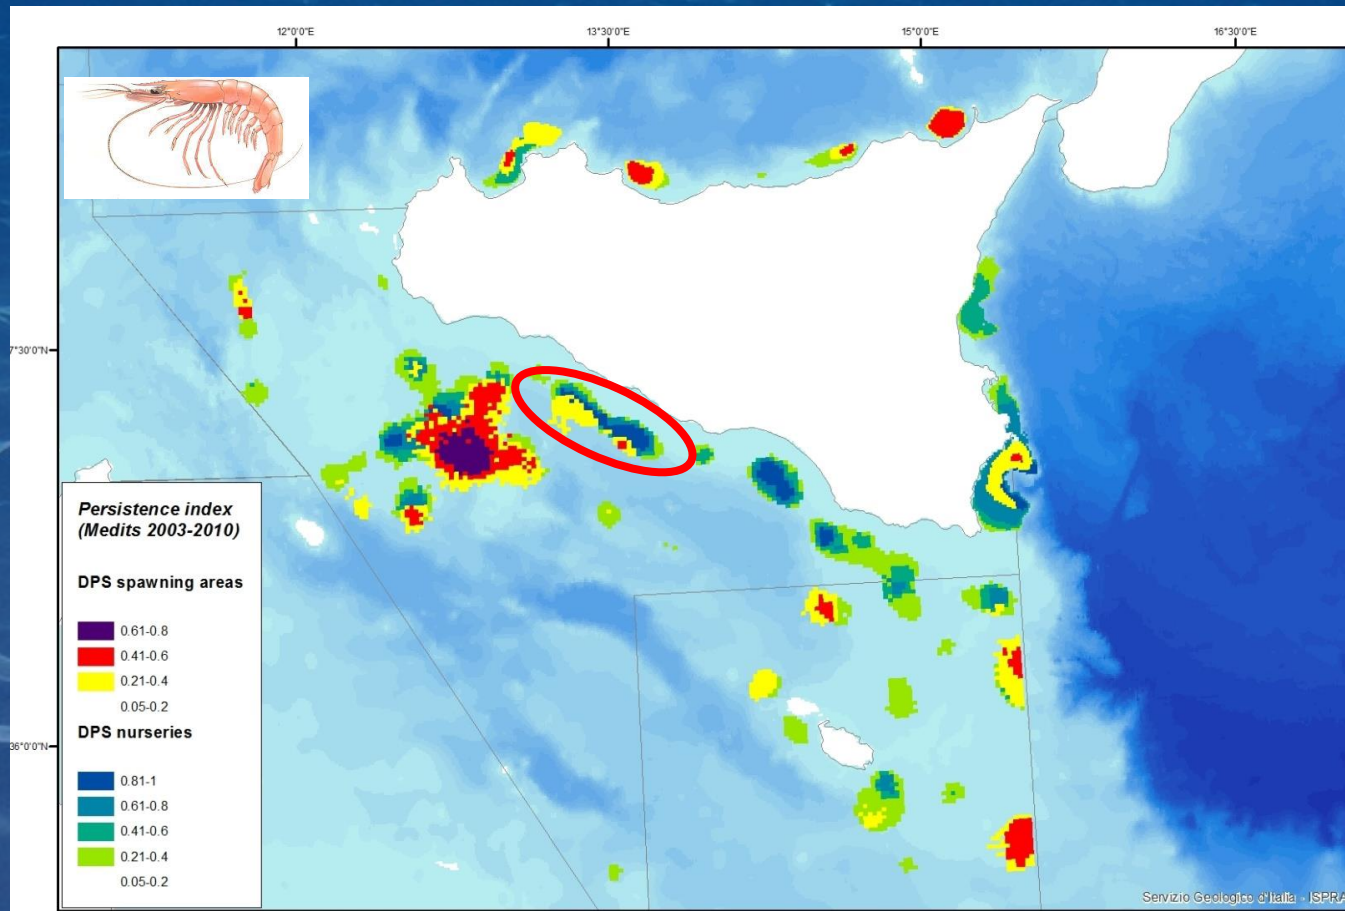 12°0'0"E
13°30'0"E
15°0'0"E
16°30'0"E
7°30'0"N
36°0'0"N
Persistence index
(Medits 2003-2010)
DPS spawning areas
0.61-0.8
0.41-0.6
0.21-0.4
0.05-0.2
DPS nurseries
0.81-1
0.61-0.8
0.41-0.6
0.21-0.4
0.05-0.2
Servizio Geologico d'Italia - ISPRA